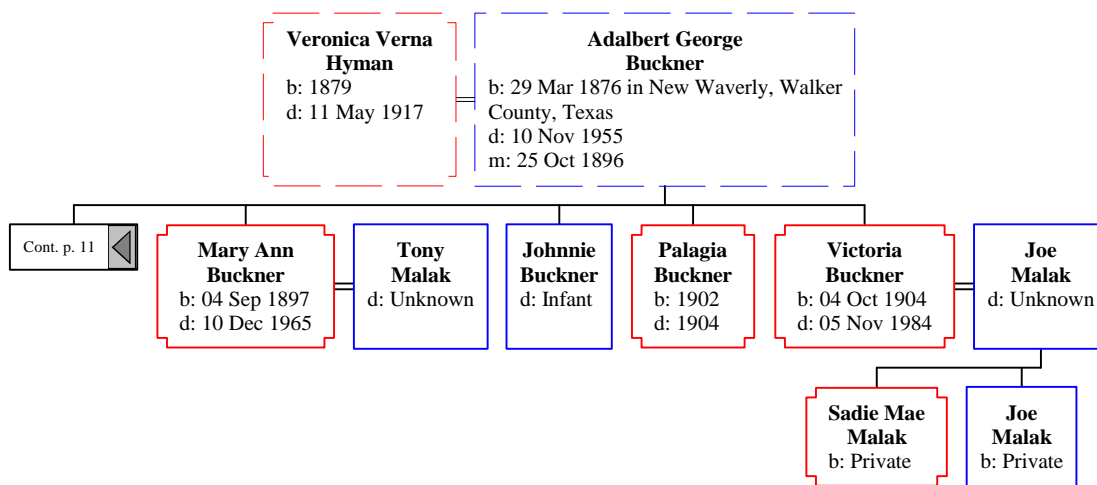 Veronica Verna
Hyman
b: 1879
d: 11 May 1917
Adalbert George
Buckner
b: 29 Mar 1876 in New Waverly, Walker
County, Texas
d: 10 Nov 1955
m: 25 Oct 1896
Cont. p. 11
Mary Ann
Buckner
b: 04 Sep 1897
d: 10 Dec 1965
Tony
Malak
d: Unknown
Johnnie
Buckner
d: Infant
Palagia
Buckner
b: 1902
d: 1904
Victoria
Buckner
b: 04 Oct 1904
d: 05 Nov 1984
Joe
Malak
d: Unknown
Sadie Mae
Malak
b: Private
Joe
Malak
b: Private